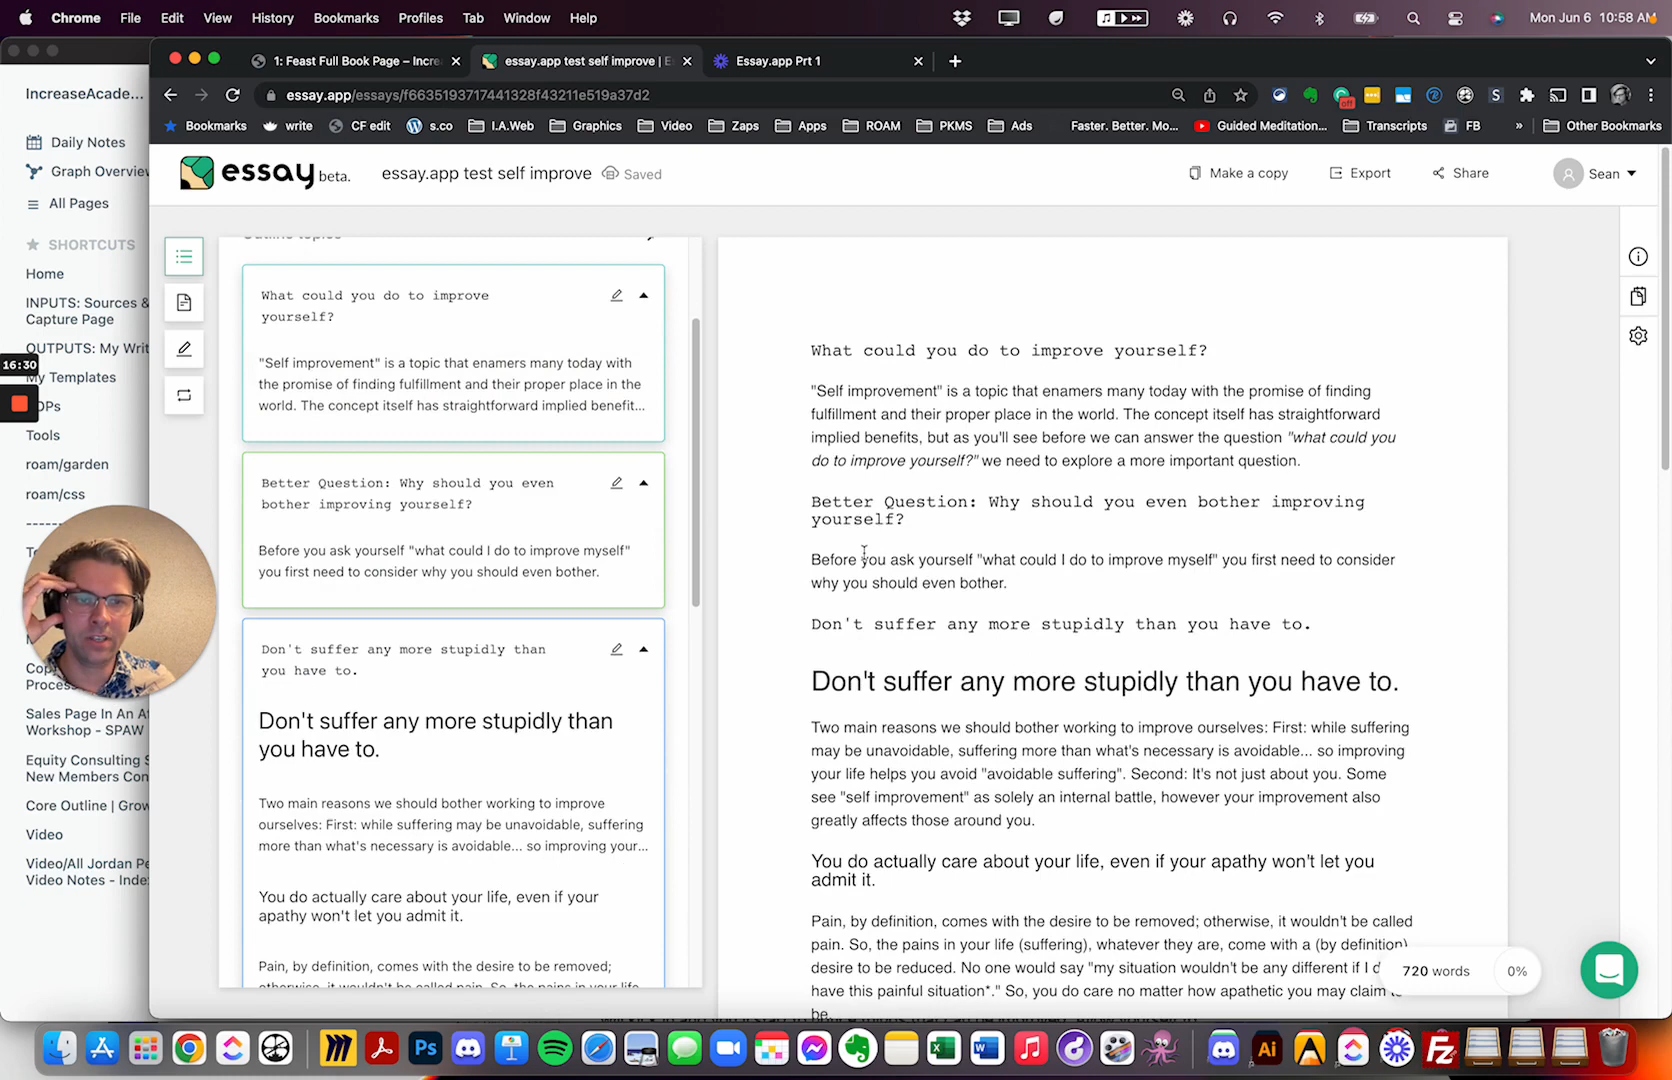 Chrome File Edit View History Bookmarks Profiles Tab Window Help Mon Jun 6 10:58 AM
1: Feast Full Book Page – Incre
essay.app test self improve | E
Essay.app Prt 1
essay.app/essays/f6635193717441328f43211e519a37d2
off
Bookmarks write CF edit s.co I.A.Web Graphics Video Zaps Apps ROAM PKMS Ads Faster. Better. Mo... Guided Meditation... Transcripts FB » Other Bookmarks
IncreaseAcade...
Daily Notes
Graph Overview
All Pages
SHORTCUTS
Home
INPUTS: Sources &
Capture Page
OUTPUTS: My Writ
16:30
My Templates
OPs
Tools
roam/garden
roam/css
Sales Page In An Af
Workshop - SPAW
Equity Consulting S
New Members Con
Core Outline | Grow
Video
Video/All Jordan Pe
Video Notes - Inde
essay beta.
essay.app test self improve Saved
Make a copy Export Share Sean
Outline topics
What could you do to improve
yourself?
"Self improvement" is a topic that enamers many today with
the promise of finding fulfillment and their proper place in the
world. The concept itself has straightforward implied benefit...
Better Question: Why should you even
bother improving yourself?
Before you ask yourself "what could I do to improve myself"
you first need to consider why you should even bother.
Don't suffer any more stupidly than
you have to.
Don't suffer any more stupidly than
you have to.
Two main reasons we should bother working to improve
ourselves: First: while suffering may be unavoidable, suffering
more than what's necessary is avoidable... so improving your...
You do actually care about your life, even if your
apathy won't let you admit it.
Pain, by definition, comes with the desire to be removed;
otherwise, it wouldn't be called pain. So, the pains in your life
What could you do to improve yourself?
"Self improvement" is a topic that enamers many today with the promise of finding
fulfillment and their proper place in the world. The concept itself has straightforward
implied benefits, but as you'll see before we can answer the question "what could you
do to improve yourself?" we need to explore a more important question.
Better Question: Why should you even bother improving
yourself?
Before you ask yourself "what could I do to improve myself" you first need to consider
why you should even bother.
Don't suffer any more stupidly than you have to.
Don't suffer any more stupidly than you have to.
Two main reasons we should bother working to improve ourselves: First: while suffering
may be unavoidable, suffering more than what's necessary is avoidable... so improving
your life helps you avoid "avoidable suffering". Second: It's not just about you. Some
see "self improvement" as solely an internal battle, however your improvement also
greatly affects those around you.
You do actually care about your life, even if your apathy won't let you
admit it.
Pain, by definition, comes with the desire to be removed; otherwise, it wouldn't be called
pain. So, the pains in your life (suffering), whatever they are, come with a (by definition)
desire to be reduced. No one would say "my situation wouldn't be any different if I d
have this painful situation*." So, you do care no matter how apathetic you may claim to
be.
720 words 0%
Ps
Ai
Fz